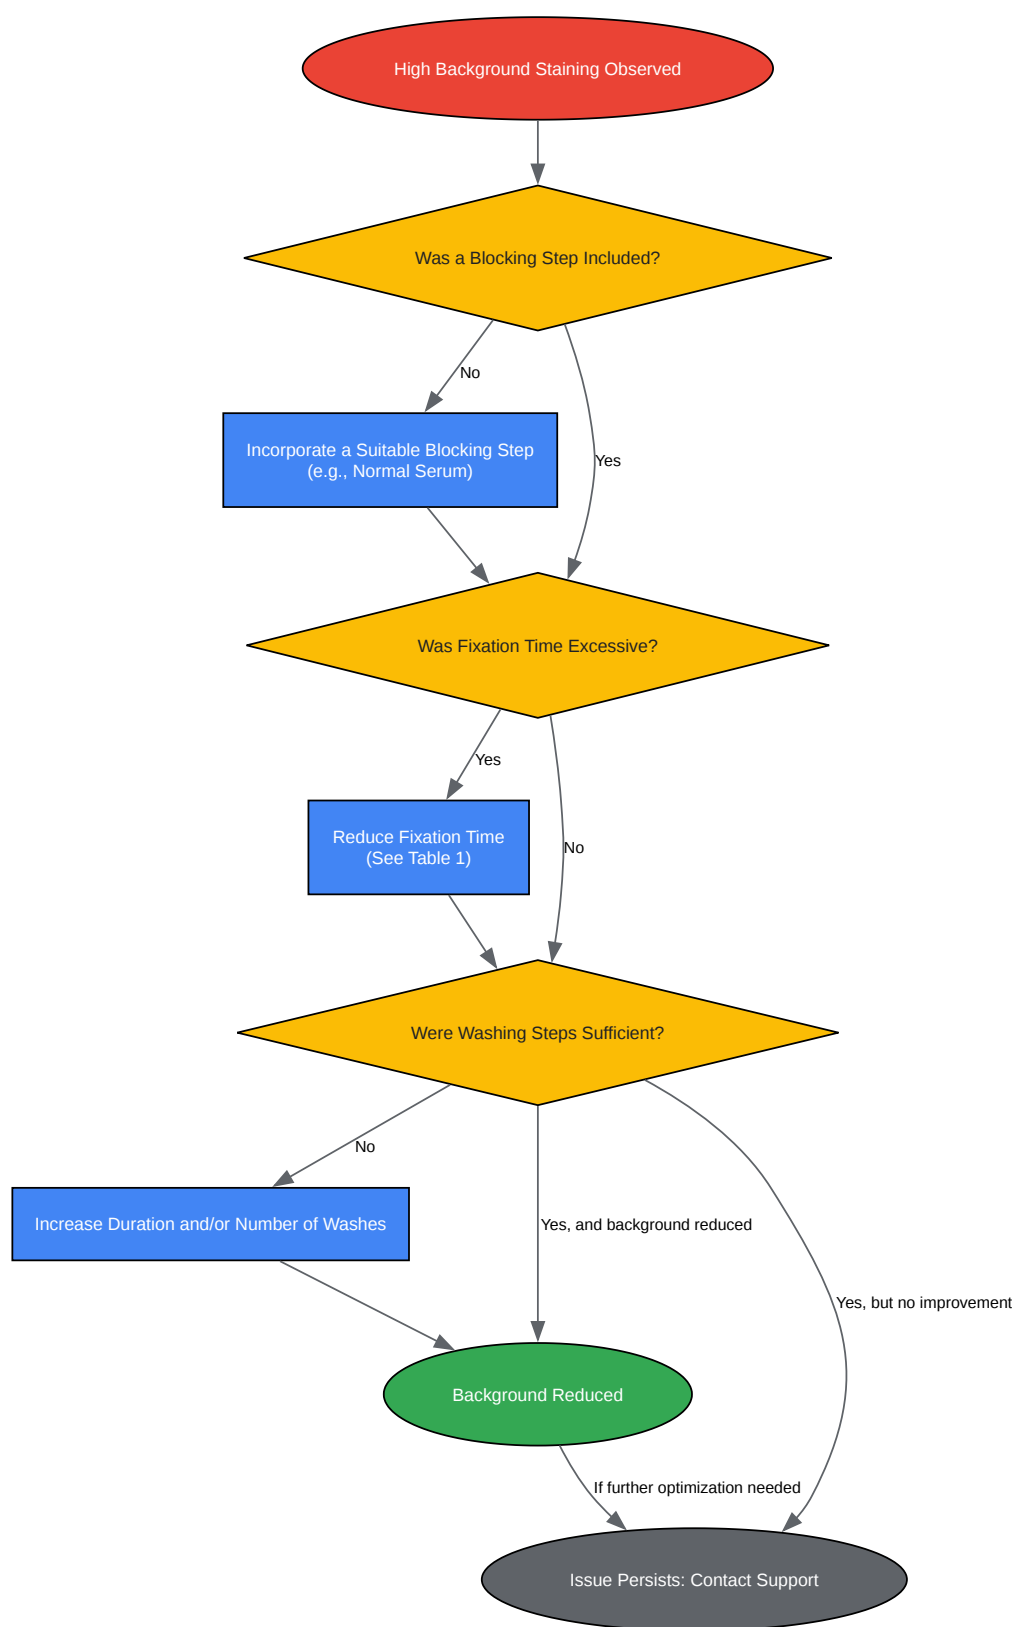 High Background Staining Observed
Was a Blocking Step Included?
No
Incorporate a Suitable Blocking Step
(e.g., Normal Serum)
Yes
Was Fixation Time Excessive?
Yes
Reduce Fixation Time
(See Table 1)
No
Were Washing Steps Sufficient?
No
Increase Duration and/or Number of Washes
Yes, and background reduced
Yes, but no improvement
Background Reduced
If further optimization needed
Issue Persists: Contact Support